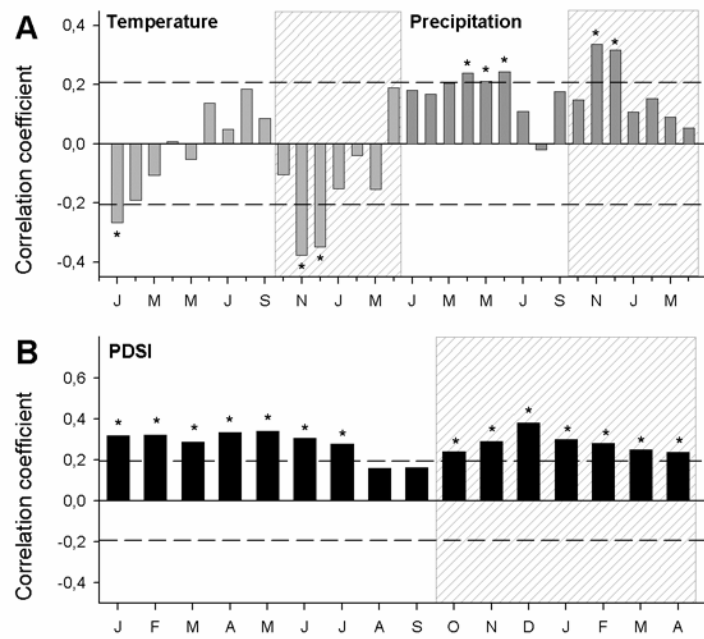 A
Temperature
Precipitation
Correlation coefficient
0,4
0,2
0,0
-0,2
-0,4
* * * * * * * *
J M M J S N J M J M M J S N J M
B
PDSI
Correlation coefficient
0,6
0,4
0,2
0,0
-0,2
-0,4
* * * * * * * * * * * * * *
J F M A M J J A S O N D J F M A